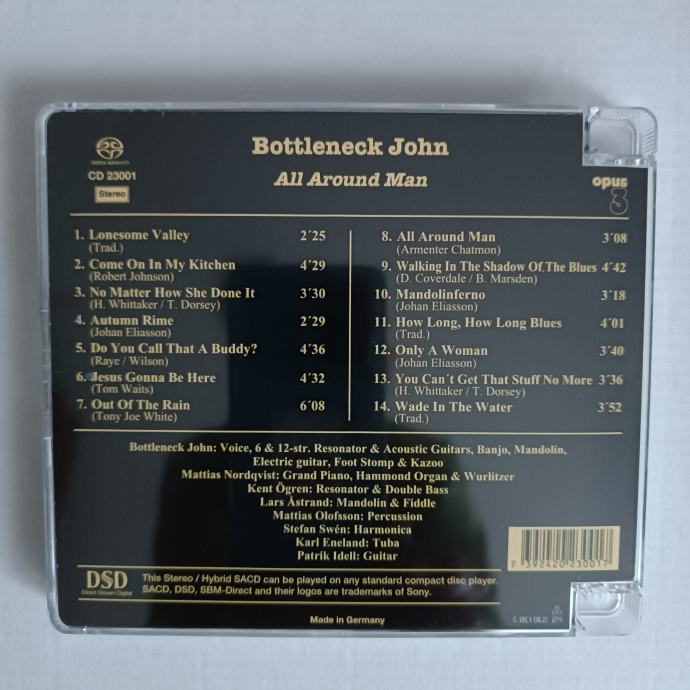 Bottleneck John
All Around Man
SUPER AUDIO CD
CD 23001
Stereo
opus
3
1. Lonesome Valley 2´25
(Trad.)
2. Come On In My Kitchen 4´29
(Robert Johnson)
3. No Matter How She Done It 3´30
(H. Whittaker / T. Dorsey)
4. Autumn Rime 2´29
(Johan Eliasson)
5. Do You Call That A Buddy? 4´36
(Raye / Wilson)
6. Jesus Gonna Be Here 4´32
(Tom Waits)
7. Out Of The Rain 6´08
(Tony Joe White)
8. All Around Man 3´08
(Armenter Chatmon)
9. Walking In The Shadow Of The Blues 4´42
(D. Coverdale / B. Marsden)
10. Mandolinferno 3´18
(Johan Eliasson)
11. How Long, How Long Blues 4´01
(Trad.)
12. Only A Woman 3´40
(Johan Eliasson)
13. You Can´t Get That Stuff No More 3´36
(H. Whittaker / T. Dorsey)
14. Wade In The Water 3´52
(Trad.)
Bottleneck John: Voice, 6 & 12-str. Resonator & Acoustic Guitars, Banjo, Mandolin,
Electric guitar, Foot Stomp & Kazoo
Mattias Nordqvist: Grand Piano, Hammond Organ & Wurlitzer
Kent Ögren: Resonator & Double Bass
Lars Åstrand: Mandolin & Fiddle
Mattias Olofsson: Percussion
Stefan Swén: Harmonica
Karl Eneland: Tuba
Patrik Idell: Guitar
7 392420 230017
DSD
Direct Stream Digital
This Stereo / Hybrid SACD can be played on any standard compact disc player.
SACD, DSD, SBM-Direct and their logos are trademarks of Sony.
Made in Germany